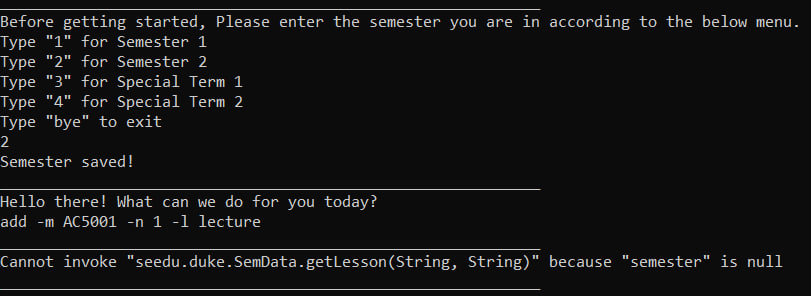 Before getting started, Please enter the semester you are in according to the below menu.
Type "1" for Semester 1
Type "2" for Semester 2
Type "3" for Special Term 1
Type "4" for Special Term 2
Type "bye" to exit
2
Semester saved!
Hello there! What can we do for you today?
add -m AC5001 -n 1 -l lecture
Cannot invoke "seedu.duke.SemData.getLesson(String, String)" because "semester" is null